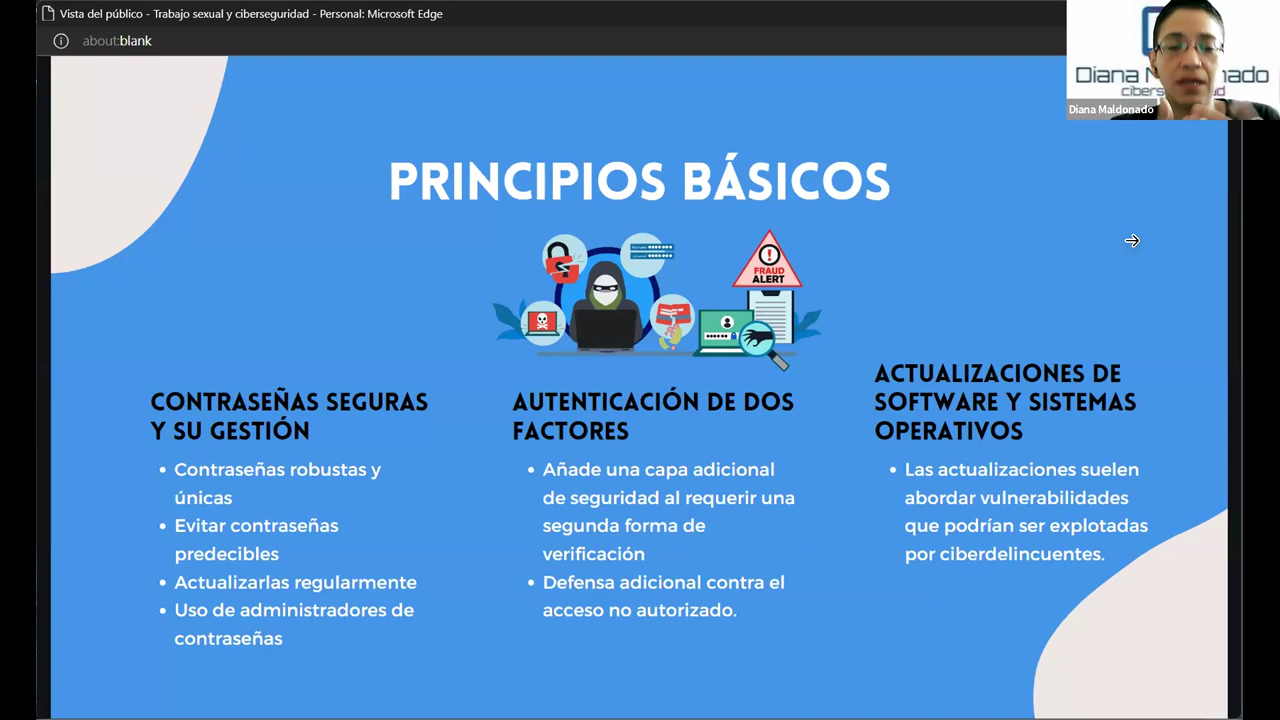 Vista del público - Trabajo sexual y ciberseguridad - Personal: Microsoft Edge
about:blank
Diana Maldonado
PRINCIPIOS BÁSICOS
FRAUD
ALERT
CONTRASEÑAS SEGURAS
Y SU GESTIÓN
Contraseñas robustas y
únicas
Evitar contraseñas
predecibles
Actualizarlas regularmente
Uso de administradores de
contraseñas
AUTENTICACIÓN DE DOS
FACTORES
Añade una capa adicional
de seguridad al requerir una
segunda forma de
verificación
Defensa adicional contra el
acceso no autorizado.
ACTUALIZACIONES DE
SOFTWARE Y SISTEMAS
OPERATIVOS
Las actualizaciones suelen
abordar vulnerabilidades
que podrían ser explotadas
por ciberdelincuentes.